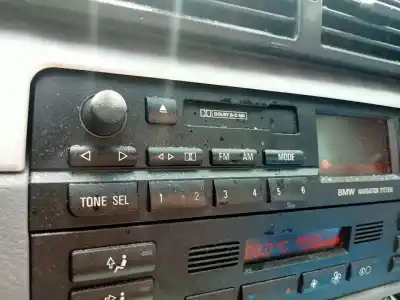 DOLBY B/C NR
FM AM MODE
TONE SEL 1 2 3 4 5 6
BMW NAVIGATION SYSTEM